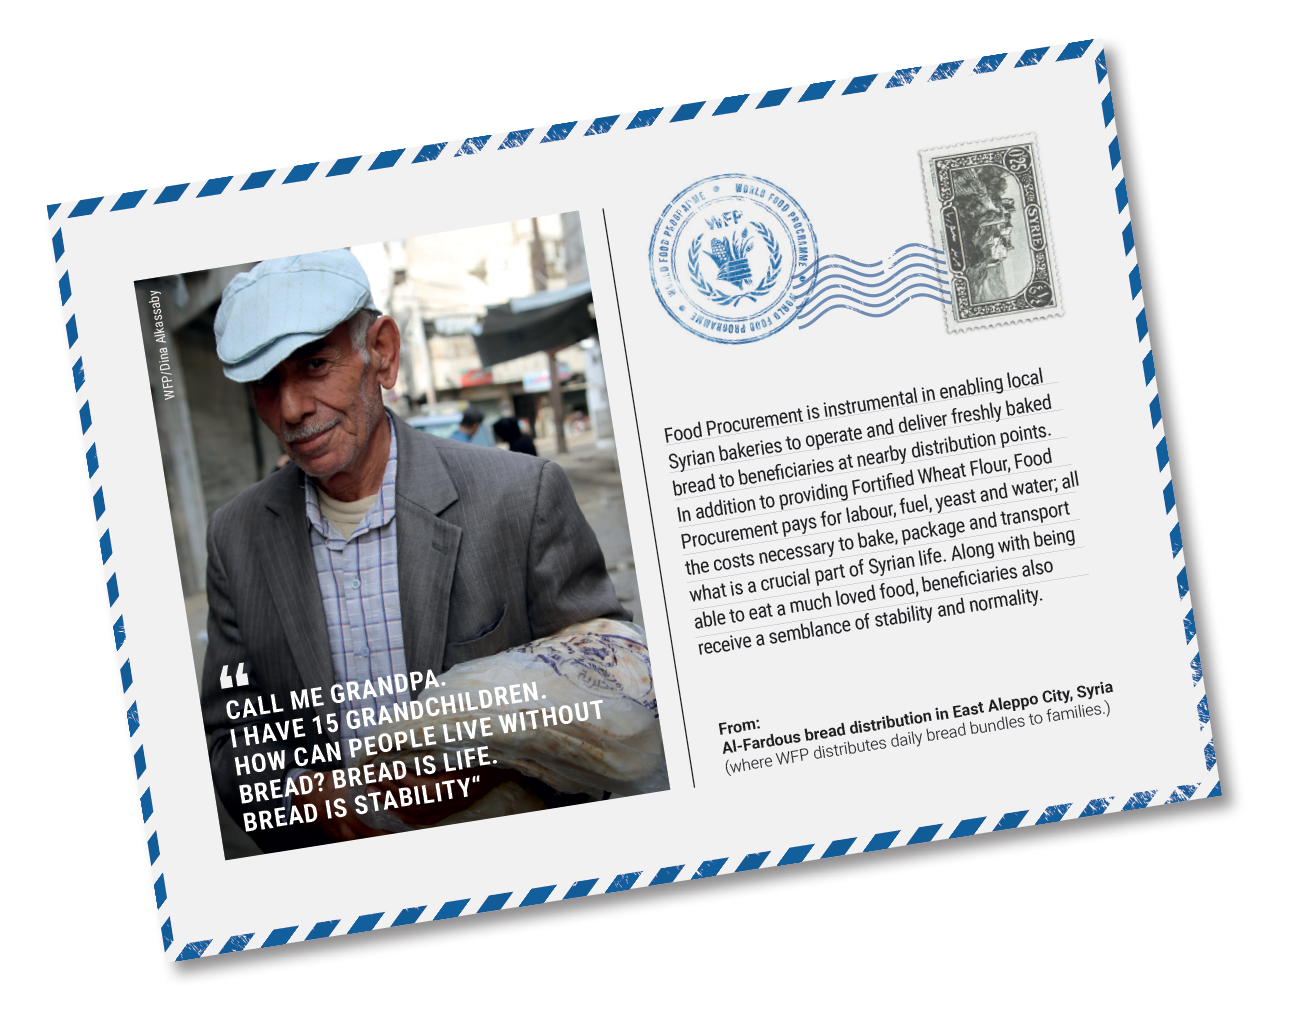 WFP/Dina Alkassaby
“
CALL ME GRANDPA.
I HAVE 15 GRANDCHILDREN.
HOW CAN PEOPLE LIVE WITHOUT
BREAD? BREAD IS LIFE.
BREAD IS STABILITY“
WORLD FOOD PROGRAMME • WORLD FOOD PROGRAMME • WORLD FOOD PROGRAMME •
WFP
SYRIE
Food Procurement is instrumental in enabling local
Syrian bakeries to operate and deliver freshly baked
bread to beneficiaries at nearby distribution points.
In addition to providing Fortified Wheat Flour, Food
Procurement pays for labour, fuel, yeast and water; all
the costs necessary to bake, package and transport
what is a crucial part of Syrian life. Along with being
able to eat a much loved food, beneficiaries also
receive a semblance of stability and normality.
From:
Al-Fardous bread distribution in East Aleppo City, Syria
(where WFP distributes daily bread bundles to families.)